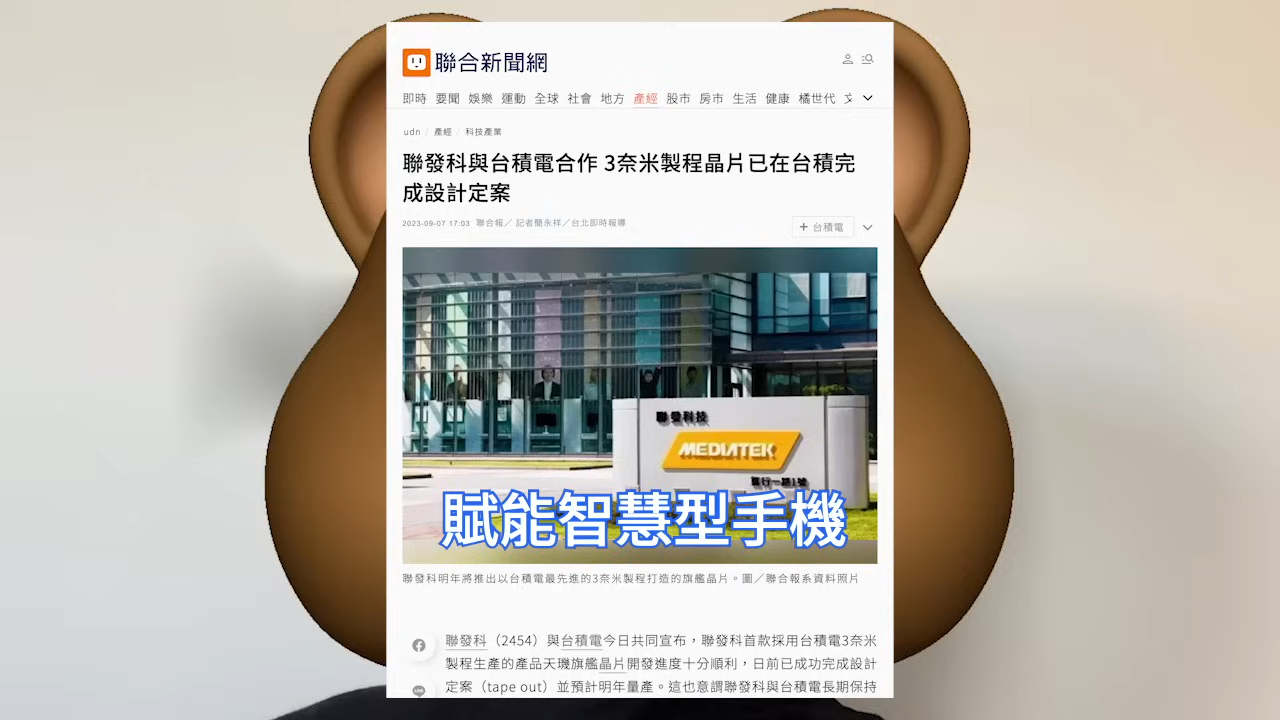 聯合新聞網
即時 要聞 娛樂 運動 全球 社會 地方 產經 股市 房市 生活 健康 橘世代
udn / 產經 / 科技產業
聯發科與台積電合作 3奈米製程晶片已在台積完
成設計定案
2023-09-07 17:03 聯合報／ 記者簡永祥／台北即時報導
+ 台積電
聯發科技
MEDIATEK
篤行一路1號
賦能智慧型手機
聯發科明年將推出以台積電最先進的3奈米製程打造的旗艦晶片。圖／聯合報系資料照片
聯發科（2454）與台積電今日共同宣布，聯發科首款採用台積電3奈米
製程生產的產品天璣旗艦晶片開發進度十分順利，日前已成功完成設計
定案（tape out）並預計明年量產。這也意謂聯發科與台積電長期保持